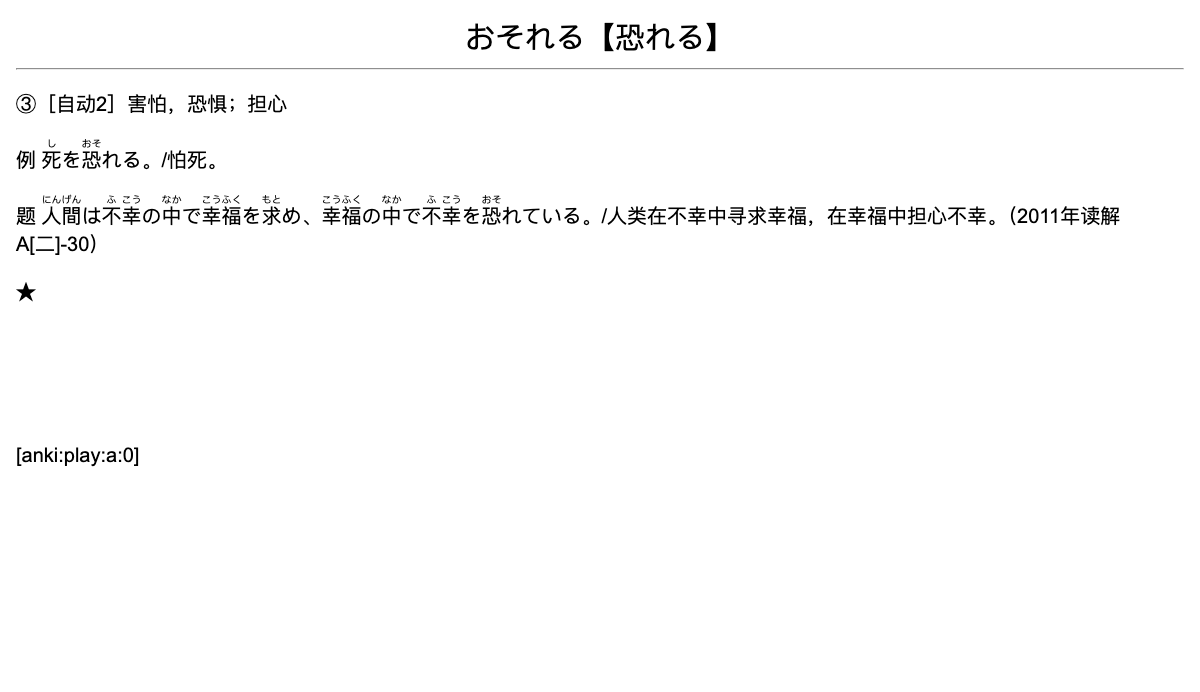 おそれる【恐れる】
③［自动2］害怕，恐惧；担心
し おそ
例 死を恐れる。/怕死。
にんげん ふ こう なか こうふく もと こうふく なか ふ こう おそ
题 人間は不幸の中で幸福を求め、幸福の中で不幸を恐れている。/人类在不幸中寻求幸福，在幸福中担心不幸。（2011年读解
A[二]-30）
★
[anki:play:a:0]